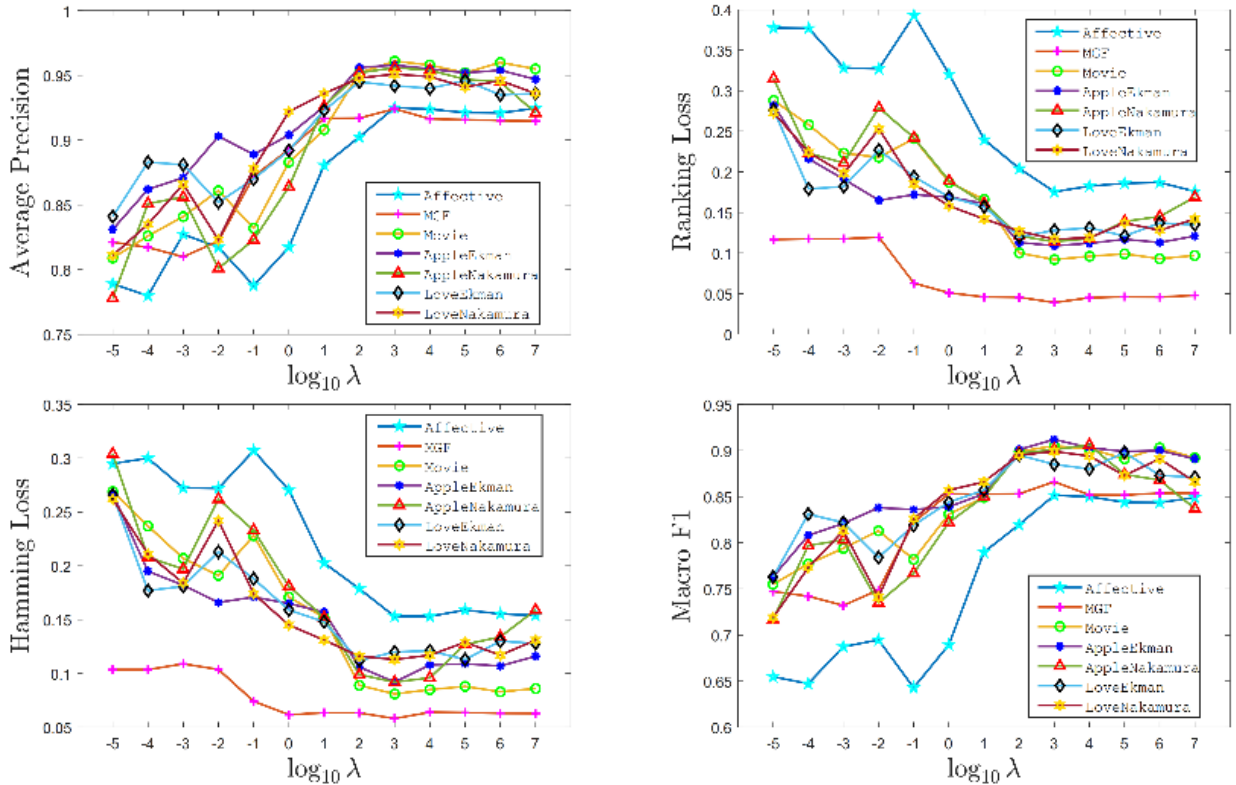 Average Precision
1
0.95
0.9
0.85
0.8
0.75
-5 -4 -3 -2 -1 0 1 2 3 4 5 6 7
log10 λ
Affective
MGF
Movie
AppleEkman
AppleNakamura
LoveEkman
LoveNakamura
Ranking Loss
0.4
0.35
0.3
0.25
0.2
0.15
0.1
0.05
0
-5 -4 -3 -2 -1 0 1 2 3 4 5 6 7
log10 λ
Affective
MGF
Movie
AppleEkman
AppleNakamura
LoveEkman
LoveNakamura
Hamming Loss
0.35
0.3
0.25
0.2
0.15
0.1
0.05
-5 -4 -3 -2 -1 0 1 2 3 4 5 6 7
log10 λ
Affective
MGF
Movie
AppleEkman
AppleNakamura
LoveEkman
LoveNakamura
Macro F1
0.95
0.9
0.85
0.8
0.75
0.7
0.65
0.6
-5 -4 -3 -2 -1 0 1 2 3 4 5 6 7
log10 λ
Affective
MGF
Movie
AppleEkman
AppleNakamura
LoveEkman
LoveNakamura